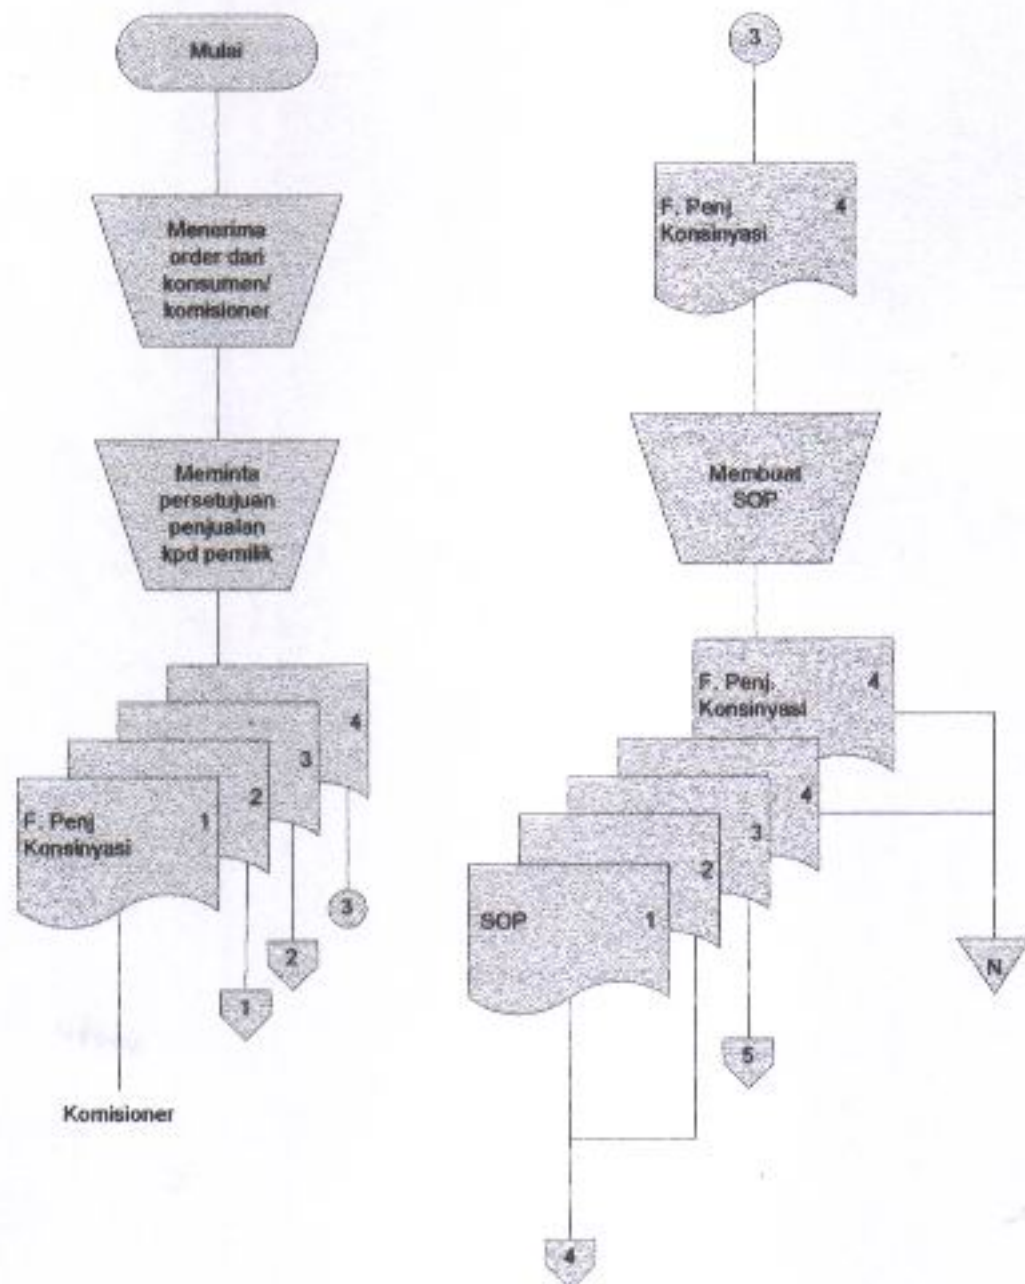 Mulai
Menerima
order dari
konsumen/
komisioner
Meminta
persetujuan
penjualan
kpd pemilik
4
3
2
F. Penj 1
Konsinyasi
3
2
1
Komisioner
3
F. Penj 4
Konsinyasi
Membuat
SOP
F. Penj. 4
Konsinyasi
4
3
2
SOP 1
N
5
4